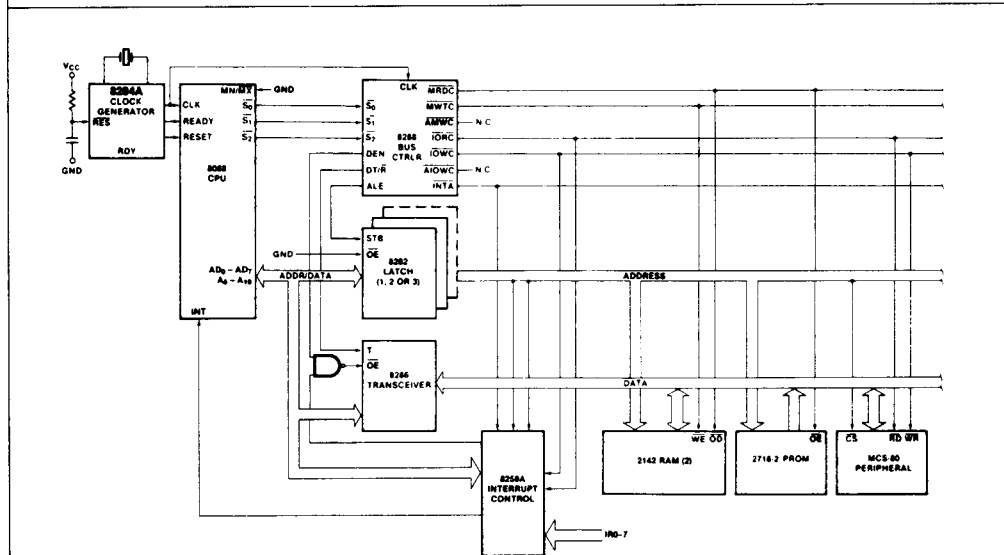 VCC
8284A
CLOCK
GENERATOR
RES
RDY
GND
MN/MX
GND
CLK
READY
RESET
S0
S1
S2
8088
CPU
AD0 - AD7
A8 - A19
INT
CLK
S0
S1
S2
DEN
DT/R
ALE
8288
BUS
CTRLR
MRDC
MWTC
AMWC
N C
IORC
IOWC
AIOWC
N C
INTA
GND
STB
OE
8282
LATCH
(1, 2 OR 3)
ADDR/DATA
ADDRESS
T
OE
8286
TRANSCEIVER
DATA
8259A
INTERRUPT
CONTROL
IR0-7
WE OD
2142 RAM (2)
OE
2716-2 PROM
CS RD WR
MCS-80
PERIPHERAL